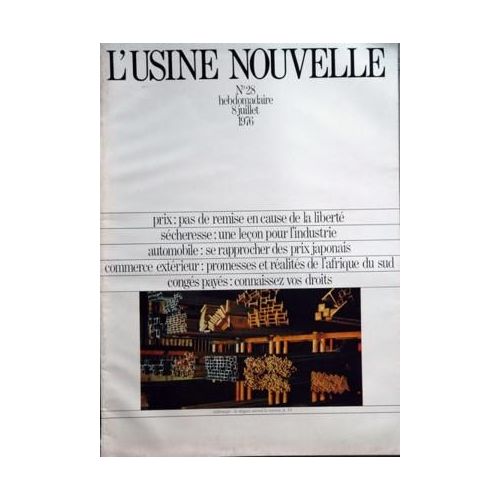 L'USINE NOUVELLE
N° 28
hebdomadaire
8 juillet
1976
prix : pas de remise en cause de la liberté
sécheresse : une leçon pour l'industrie
automobile : se rapprocher des prix japonais
commerce extérieur : promesses et réalités de l'afrique du sud
congés payés : connaissez vos droits